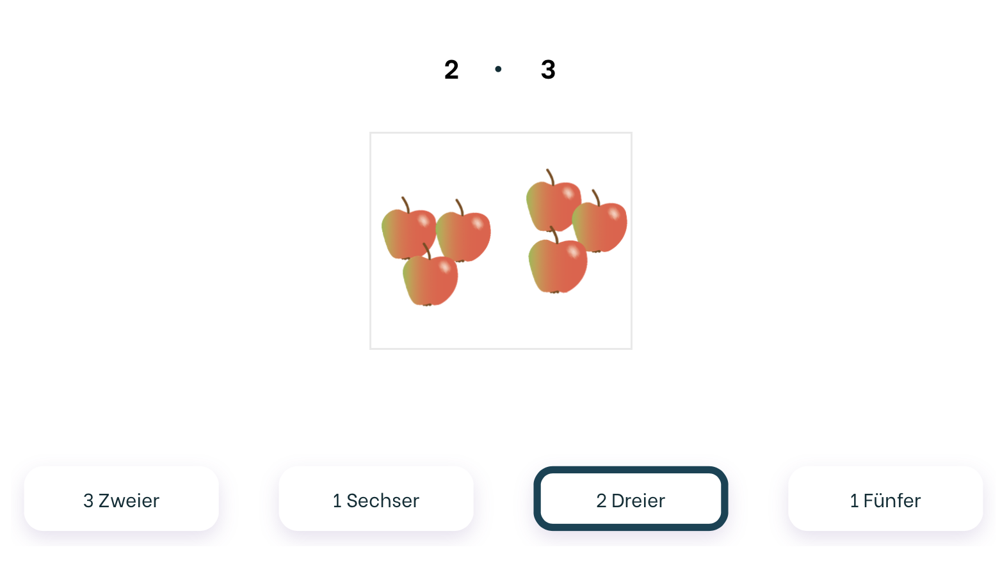 2 · 3
3 Zweier
1 Sechser
2 Dreier
1 Fünfer